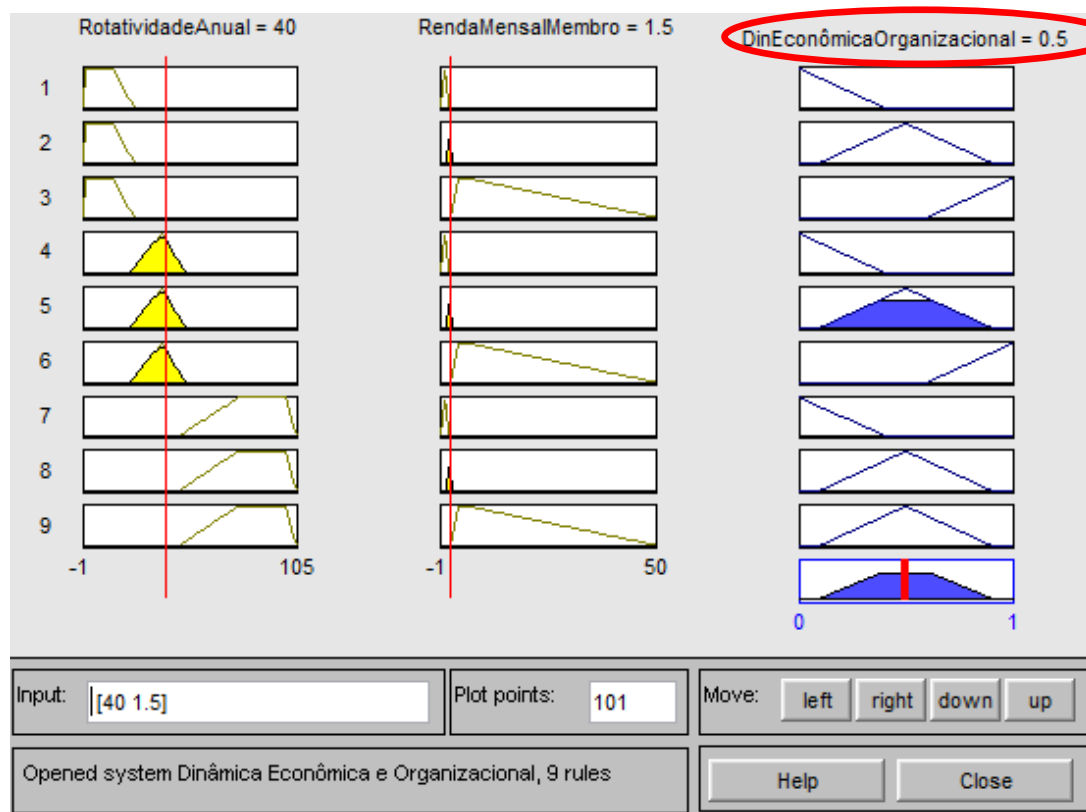 RotatividadeAnual = 40
RendaMensalMembro = 1.5
DinEconômicaOrganizacional = 0.5
1
2
3
4
5
6
7
8
9
-1 105
-1 50
0 1
Input: [40 1.5]
Plot points: 101
Move: left right down up
Opened system Dinâmica Econômica e Organizacional, 9 rules
Help Close